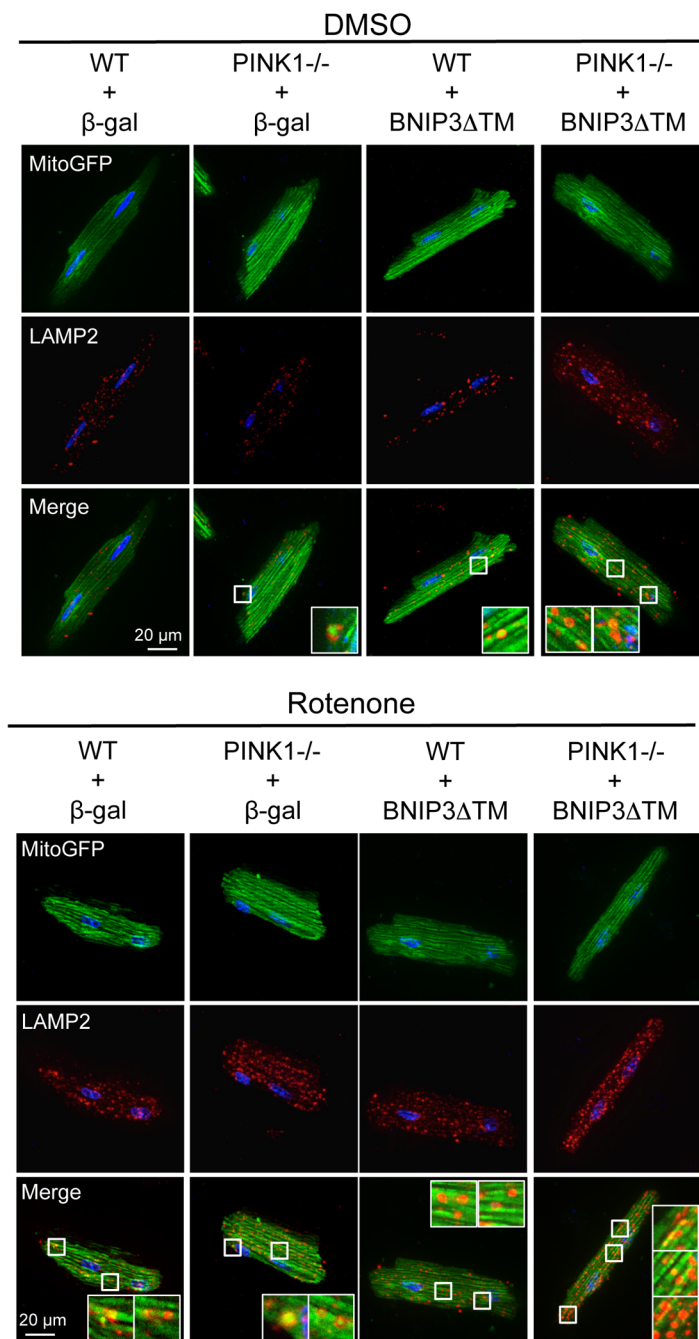 DMSO
WT PINK1-/- WT PINK1-/-
+ + + +
β-gal β-gal BNIP3ΔTM BNIP3ΔTM
MitoGFP
LAMP2
Merge
20 µm
Rotenone
WT PINK1-/- WT PINK1-/-
+ + + +
β-gal β-gal BNIP3ΔTM BNIP3ΔTM
MitoGFP
LAMP2
Merge
20 µm